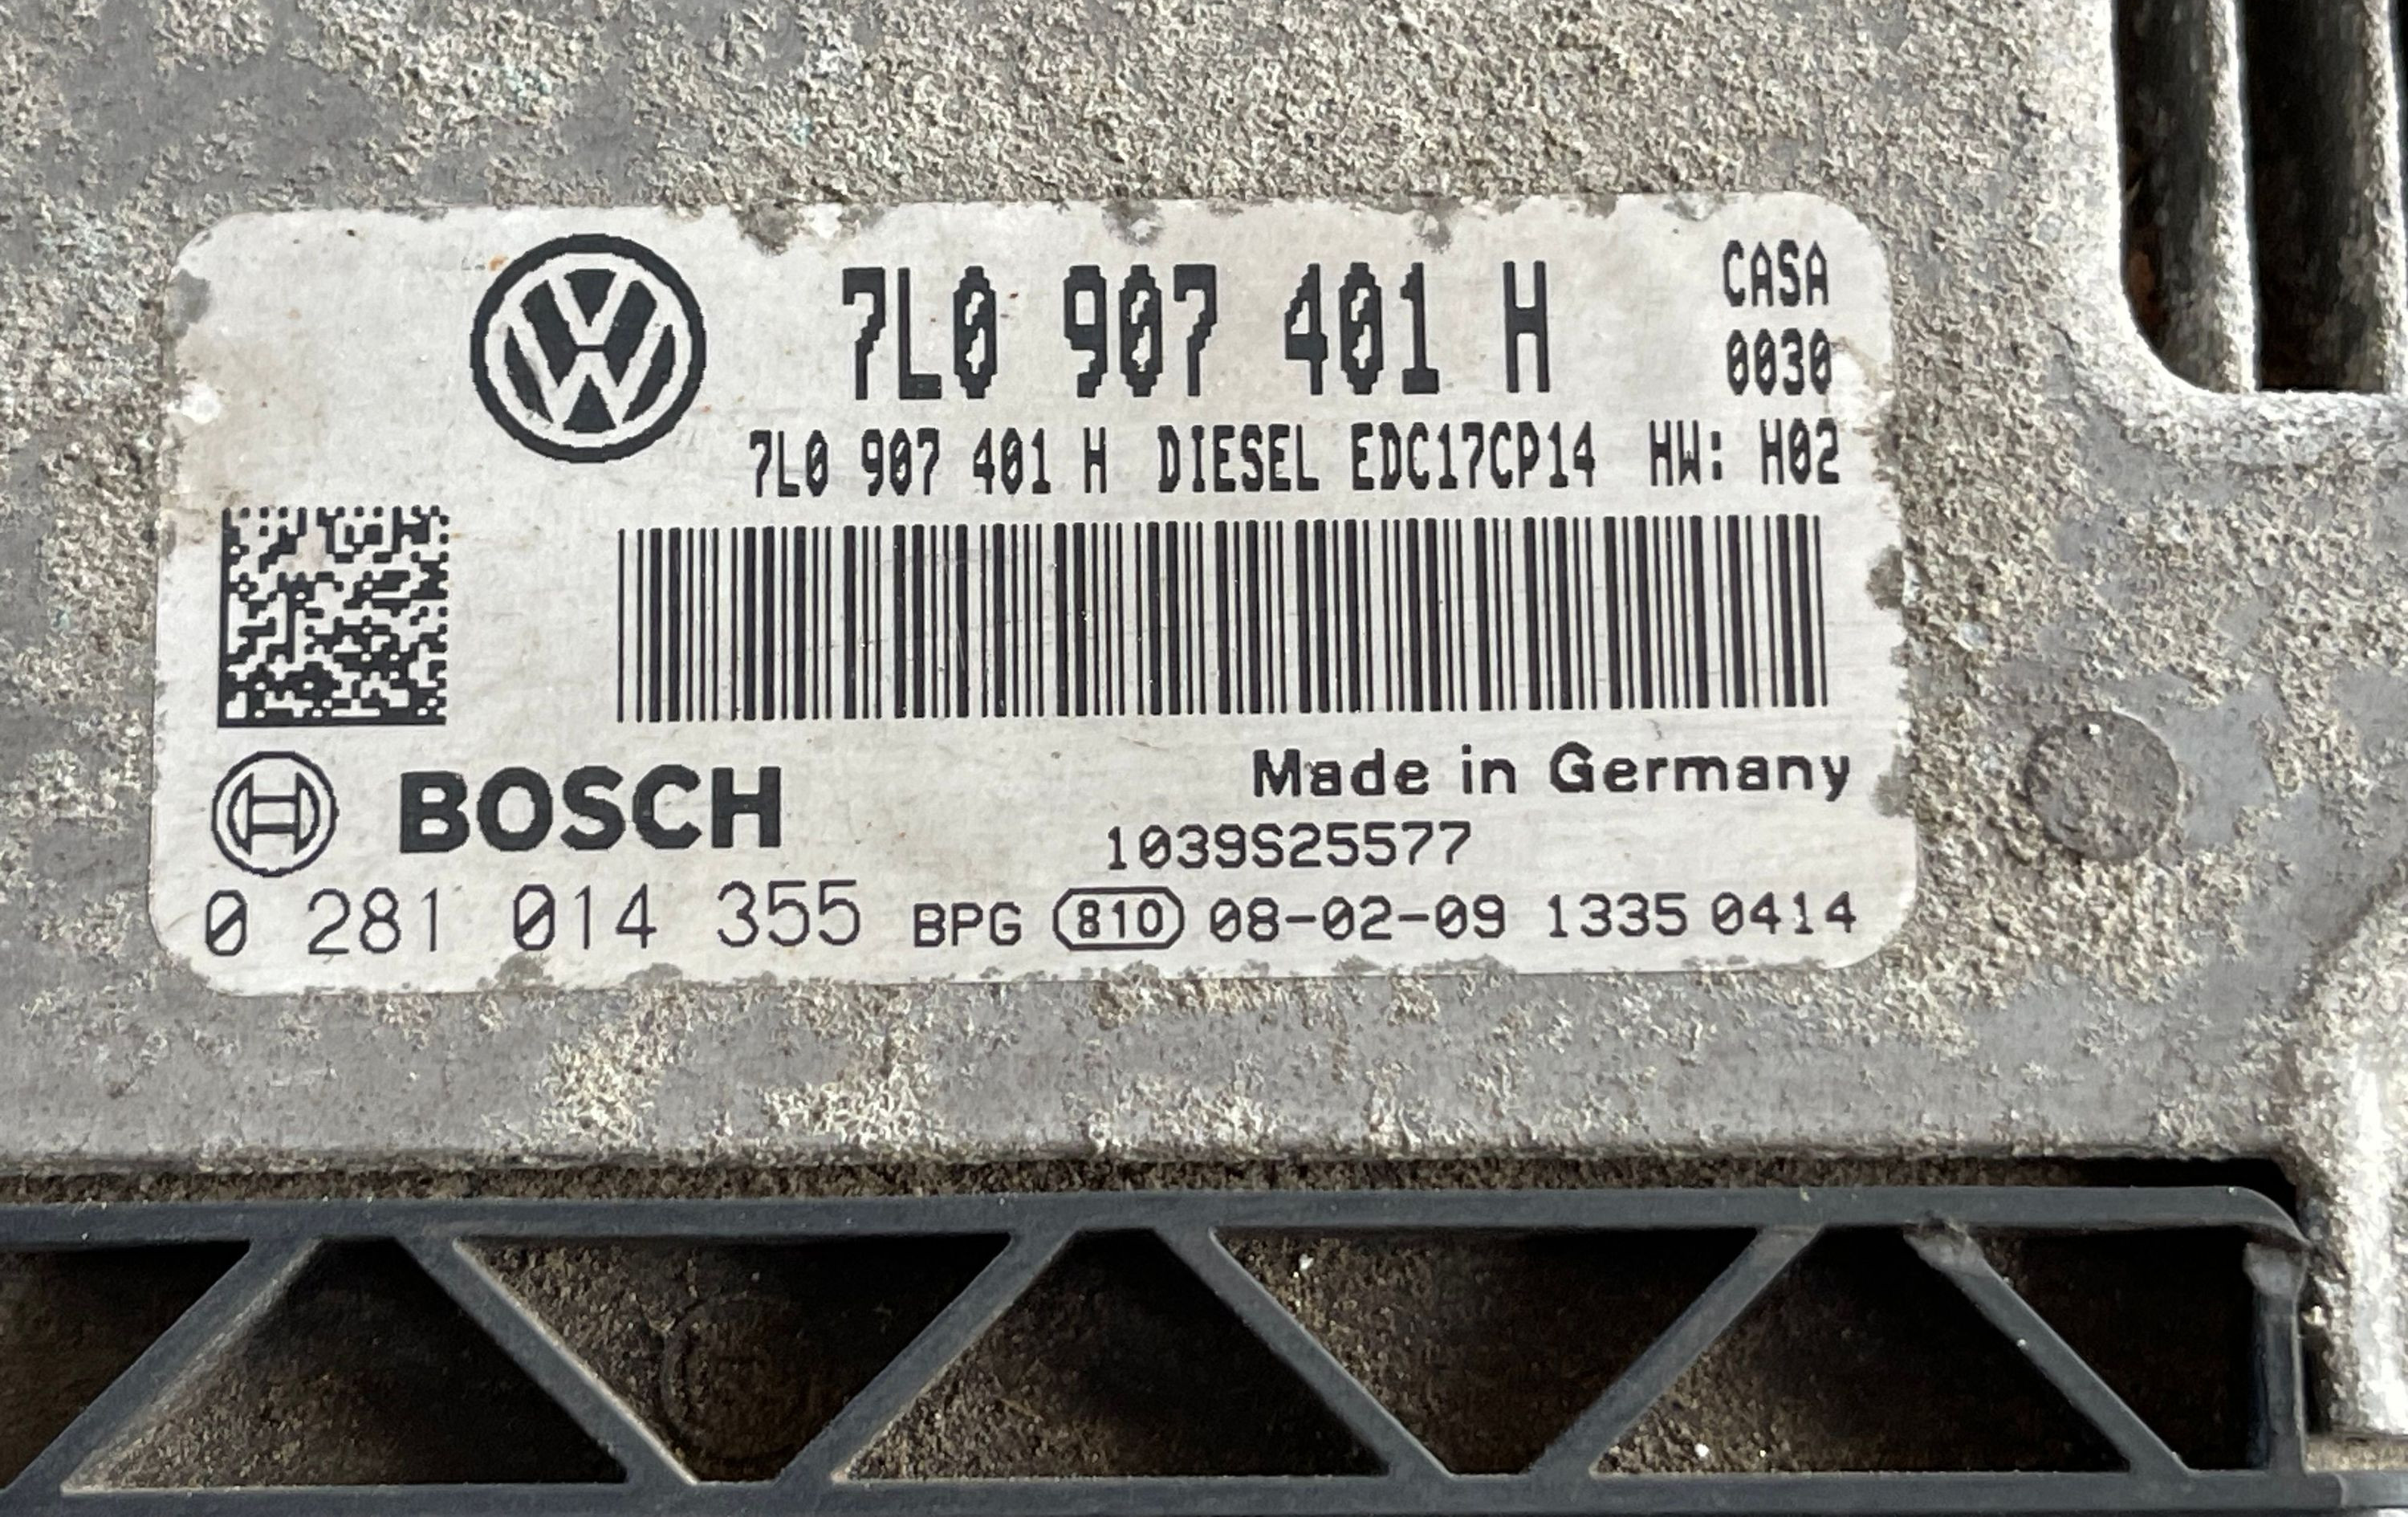 7L0 907 401 H
CASA
0030
7L0 907 401 H DIESEL EDC17CP14 HW: H02
BOSCH
Made in Germany
1039S25577
0 281 014 355 BPG 810 08-02-09 1335 0414